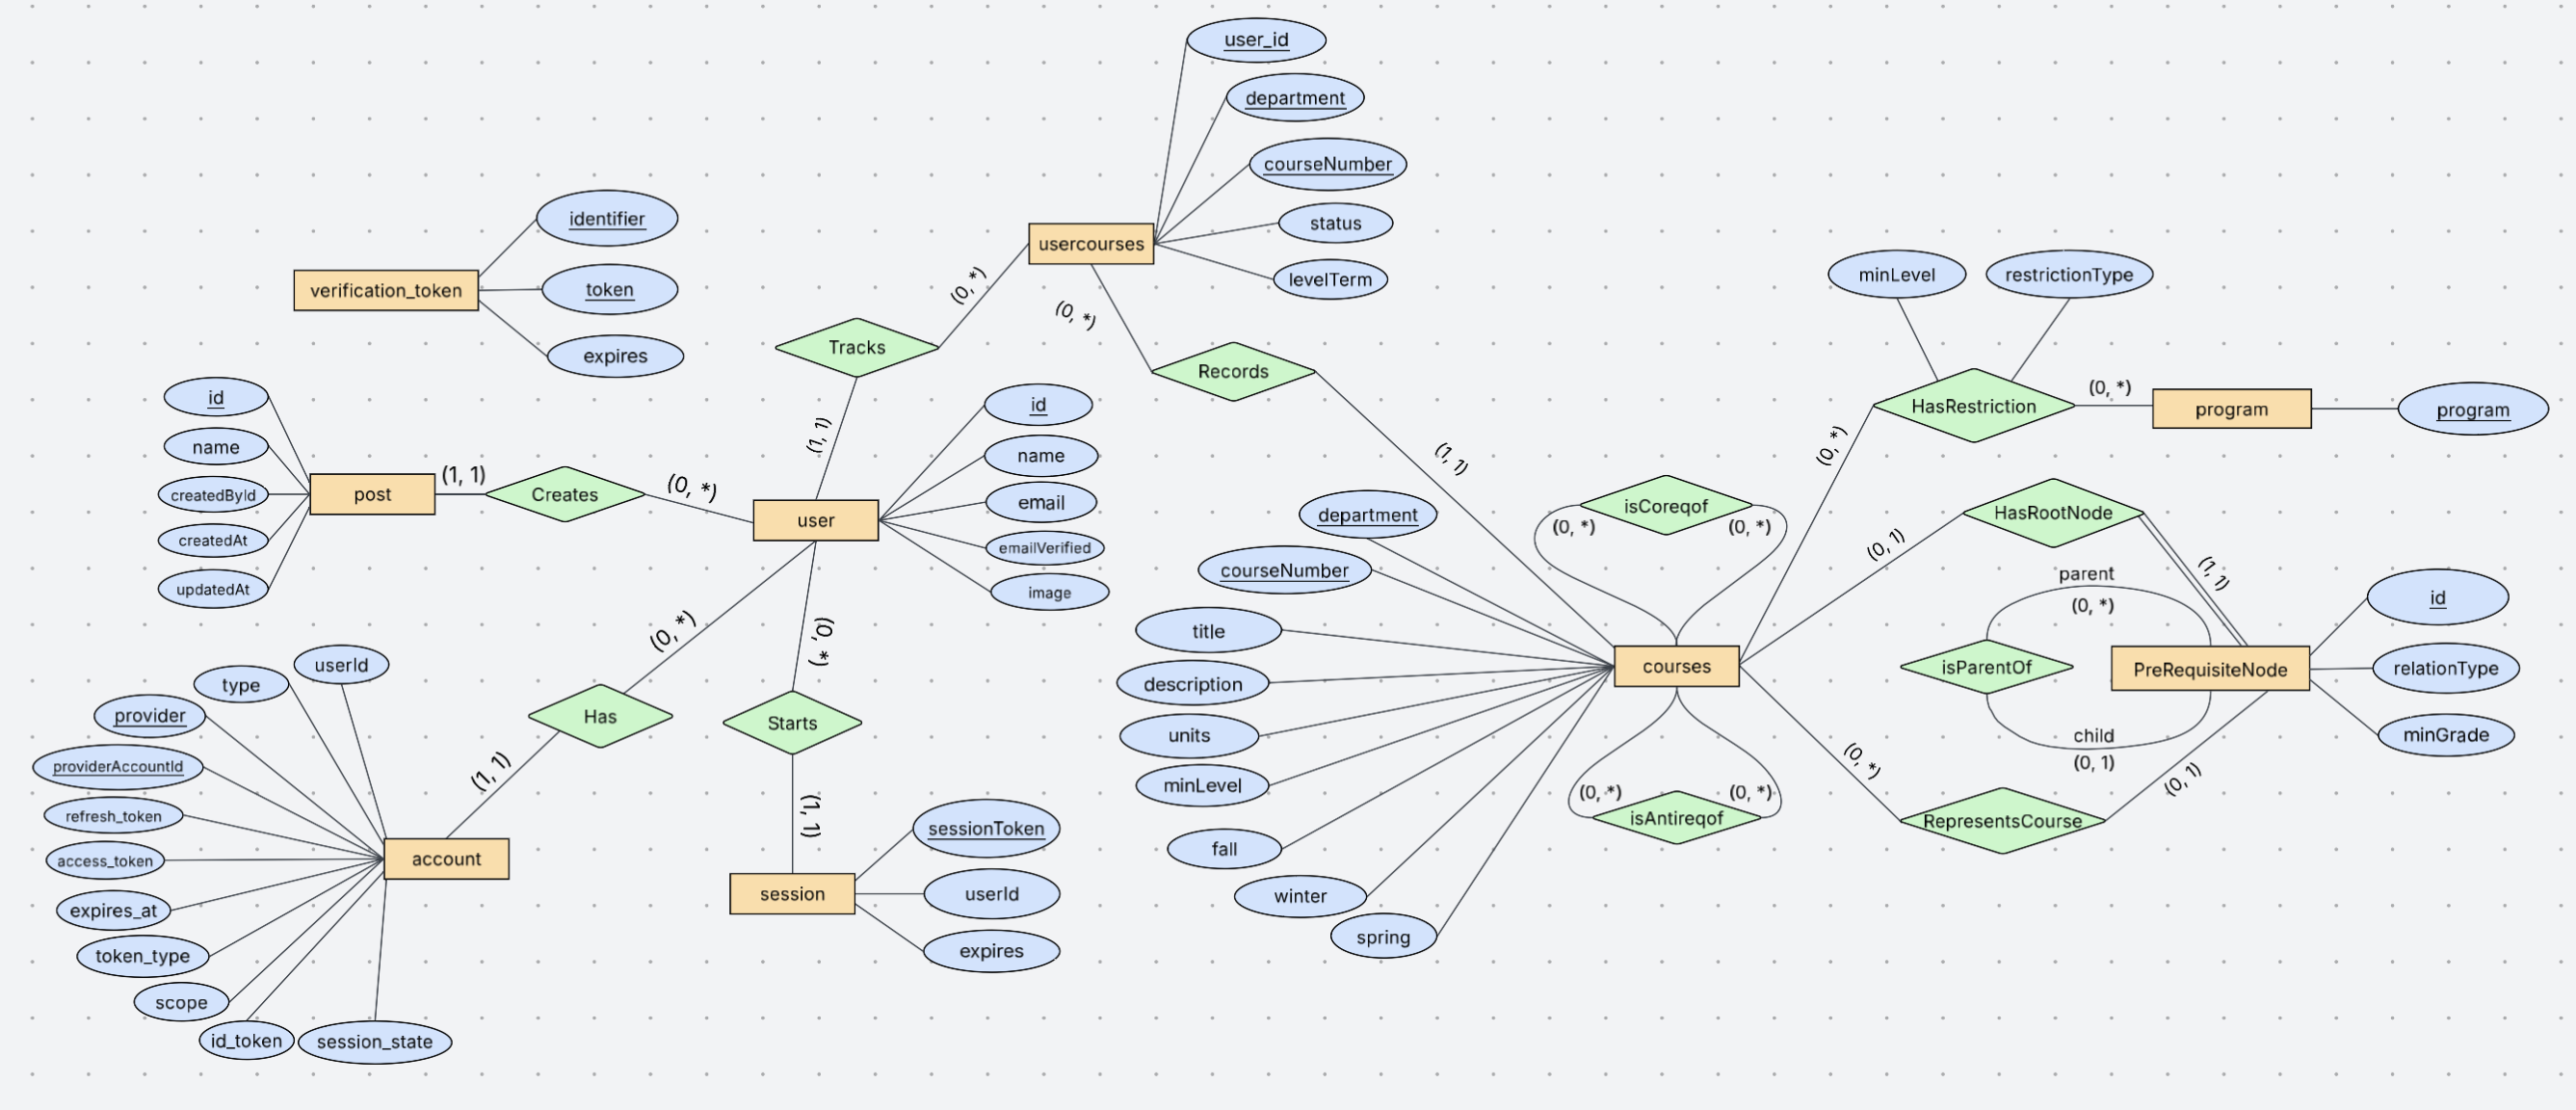 user_id
department
courseNumber
status
levelTerm
usercourses
(0, *)
(0, *)
Tracks
Records
(1, 1)
(1, 1)
identifier
token
expires
verification_token
id
name
createdById
createdAt
updatedAt
post
(1, 1)
Creates
(0, *)
user
id
name
email
emailVerified
image
(0, *)
(0, *)
Has
Starts
(1, 1)
(1, 1)
userId
type
provider
providerAccountId
refresh_token
access_token
expires_at
token_type
scope
id_token
session_state
account
session
sessionToken
userId
expires
department
courseNumber
title
description
units
minLevel
fall
winter
spring
courses
isCoreqof
(0, *)
(0, *)
isAntireqof
(0, *)
(0, *)
minLevel
restrictionType
HasRestriction
(0, *)
(0, *)
program
program
HasRootNode
(0, 1)
(1, 1)
parent
(0, *)
isParentOf
child
(0, 1)
PreRequisiteNode
id
relationType
minGrade
(0, *)
(0, 1)
RepresentsCourse